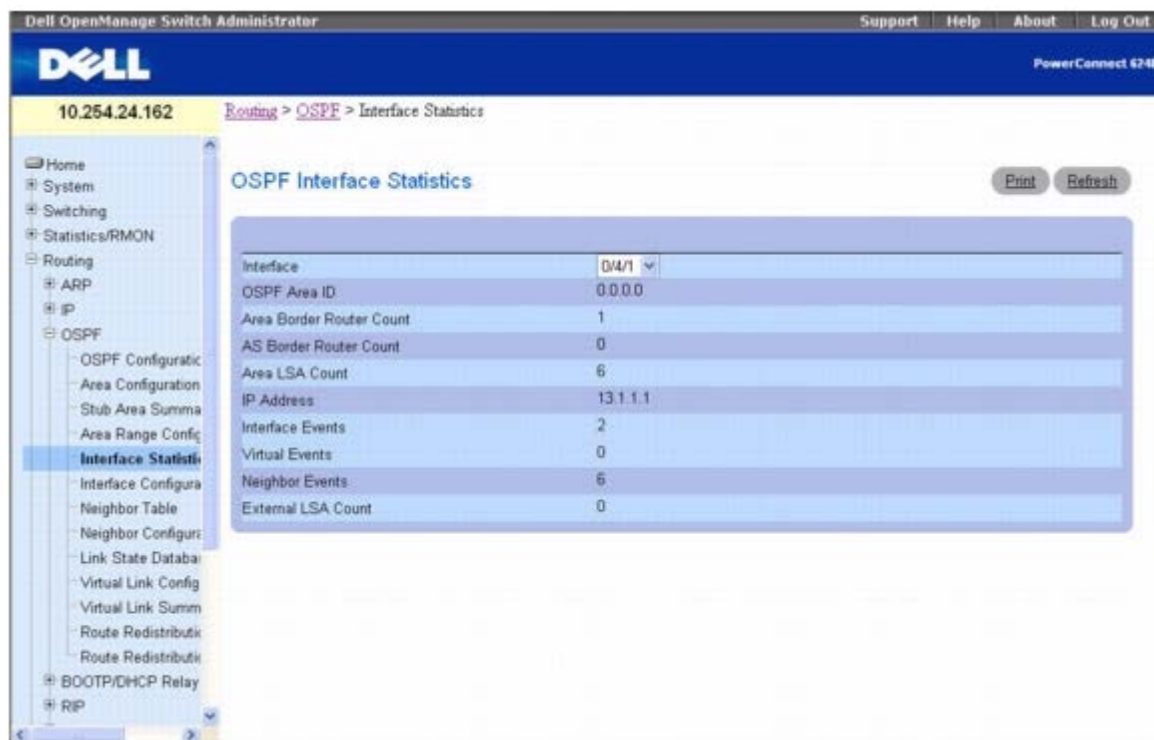 Dell OpenManage Switch Administrator
Support Help About Log Out
DELL
PowerConnect 624
10.254.24.162
Routing > OSPF > Interface Statistics
Home
System
Switching
Statistics/RMON
Routing
ARP
IP
OSPF
OSPF Configuratic
Area Configuration
Stub Area Summa
Area Range Config
Interface Statisti
Interface Configura
Neighbor Table
Neighbor Configura
Link State Databa
Virtual Link Config
Virtual Link Summ
Route Redistributi
Route Redistributi
BOOTP/DHCP Relay
RIP
OSPF Interface Statistics
Print Refresh
Interface 0/4/1
OSPF Area ID 0.0.0.0
Area Border Router Count 1
AS Border Router Count 0
Area LSA Count 6
IP Address 13.1.1.1
Interface Events 2
Virtual Events 0
Neighbor Events 6
External LSA Count 0